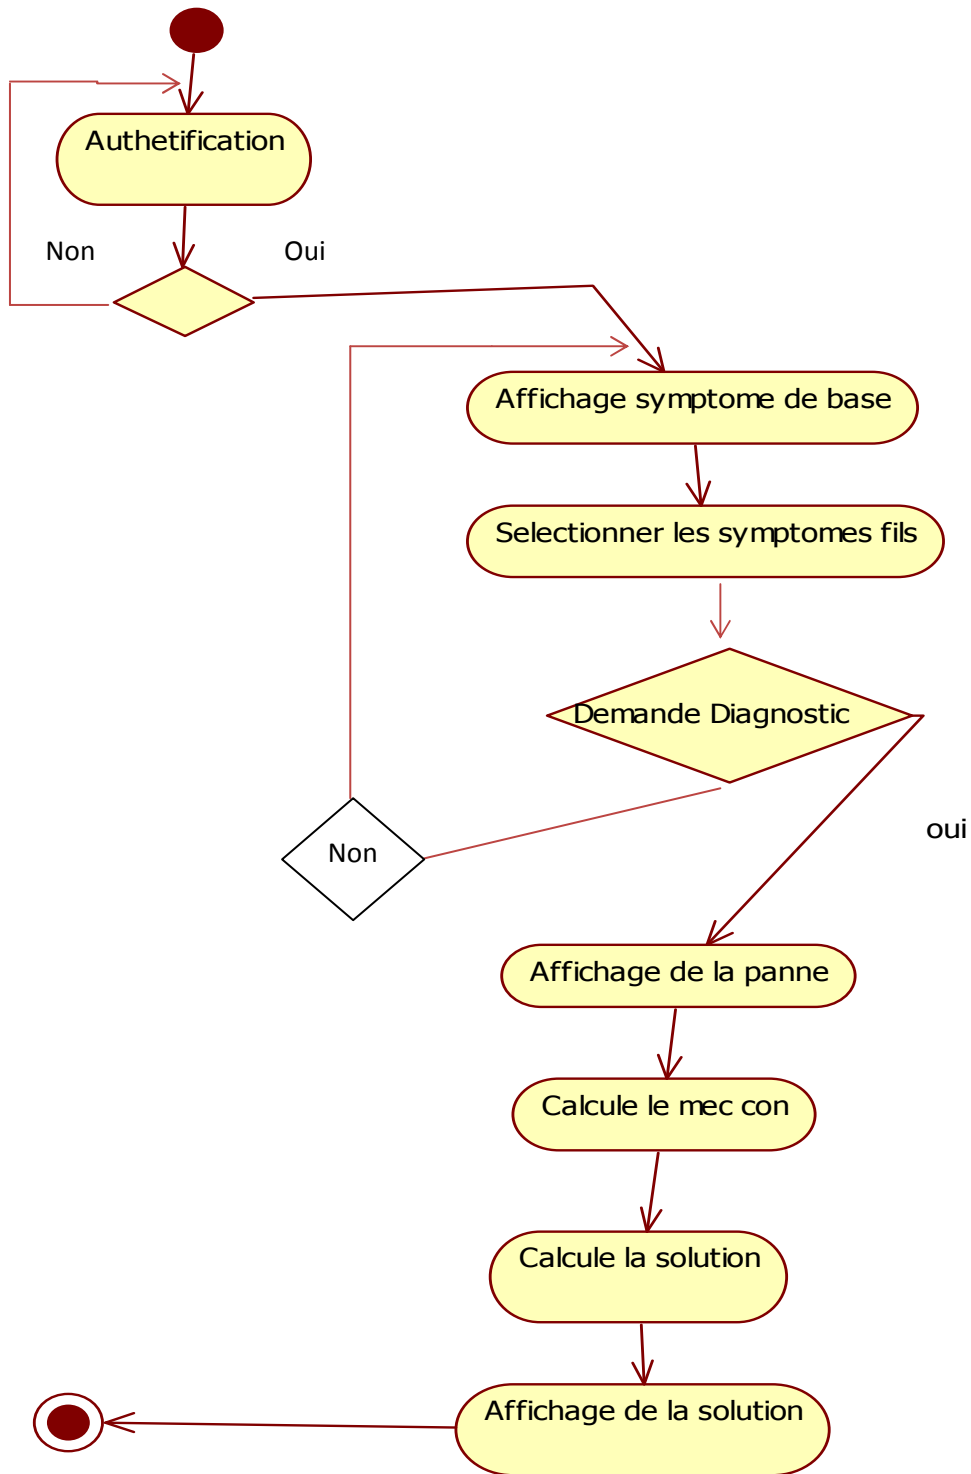 Authetification
Non
Oui
Affichage symptome de base
Selectionner les symptomes fils
Demande Diagnostic
oui
Non
Affichage de la panne
Calcule le mec con
Calcule la solution
Affichage de la solution